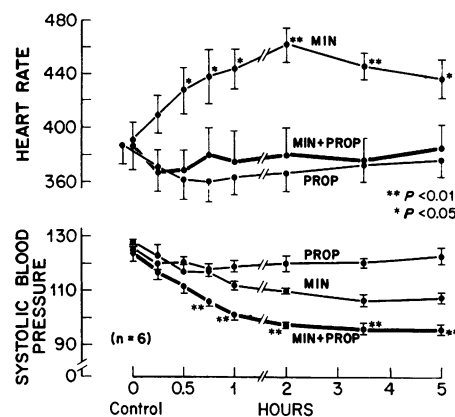 480
**
MIN
**
*
*
*
*
440
HEART RATE
400
MIN+PROP
360
PROP
** P <0.01
* P <0.05
130
PROP
SYSTOLIC BLOOD
PRESSURE
110
MIN
**
**
**
**
**
90
(n = 6)
MIN+PROP
0
0 0.5 1 2 3 4 5
Control HOURS